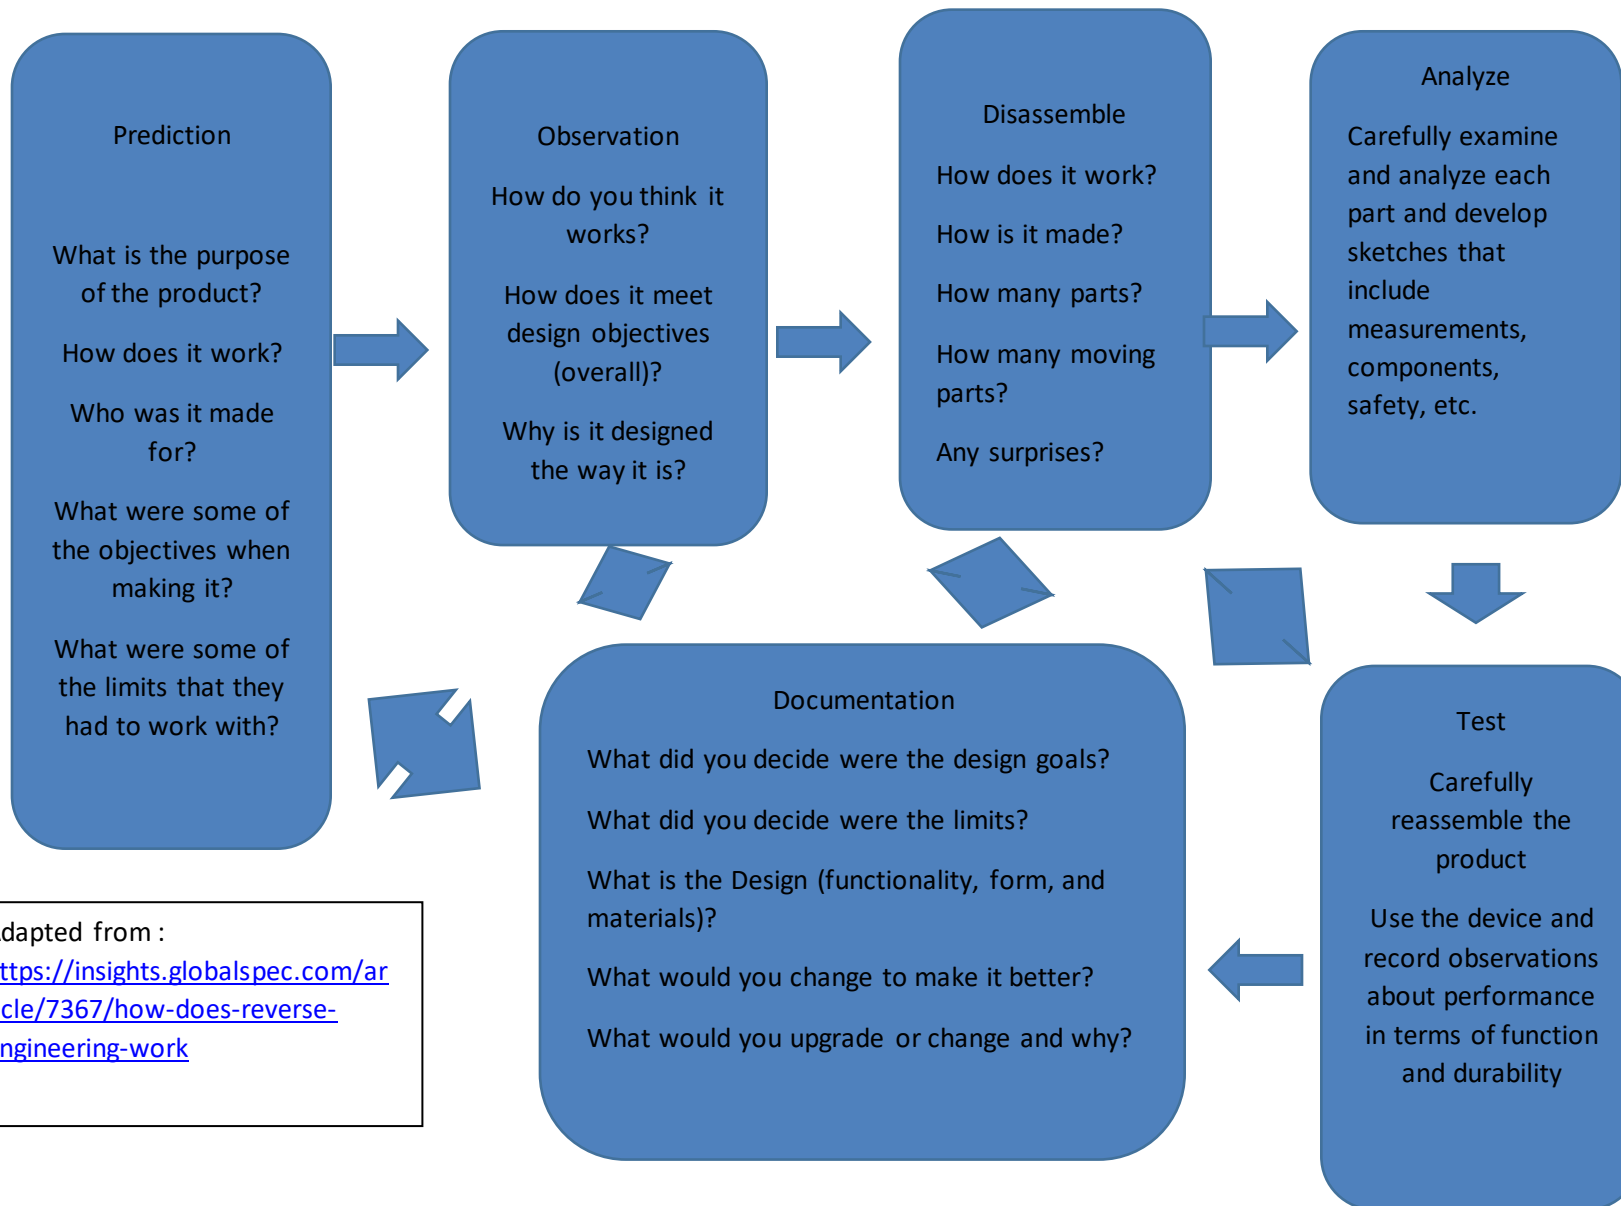 Prediction
What is the purpose
of the product?
How does it work?
Who was it made
for?
What were some of
the objectives when
making it?
What were some of
the limits that they
had to work with?
Observation
How do you think it
works?
How does it meet
design objectives
(overall)?
Why is it designed
the way it is?
Disassemble
How does it work?
How is it made?
How many parts?
How many moving
parts?
Any surprises?
Analyze
Carefully examine
and analyze each
part and develop
sketches that
include
measurements,
components,
safety, etc.
Test
Carefully
reassemble the
product
Use the device and
record observations
about performance
in terms of function
and durability
Documentation
What did you decide were the design goals?
What did you decide were the limits?
What is the Design (functionality, form, and
materials)?
What would you change to make it better?
What would you upgrade or change and why?
dapted from :
ttps://insights.globalspec.com/ar
cle/7367/how-does-reverse-
ngineering-work